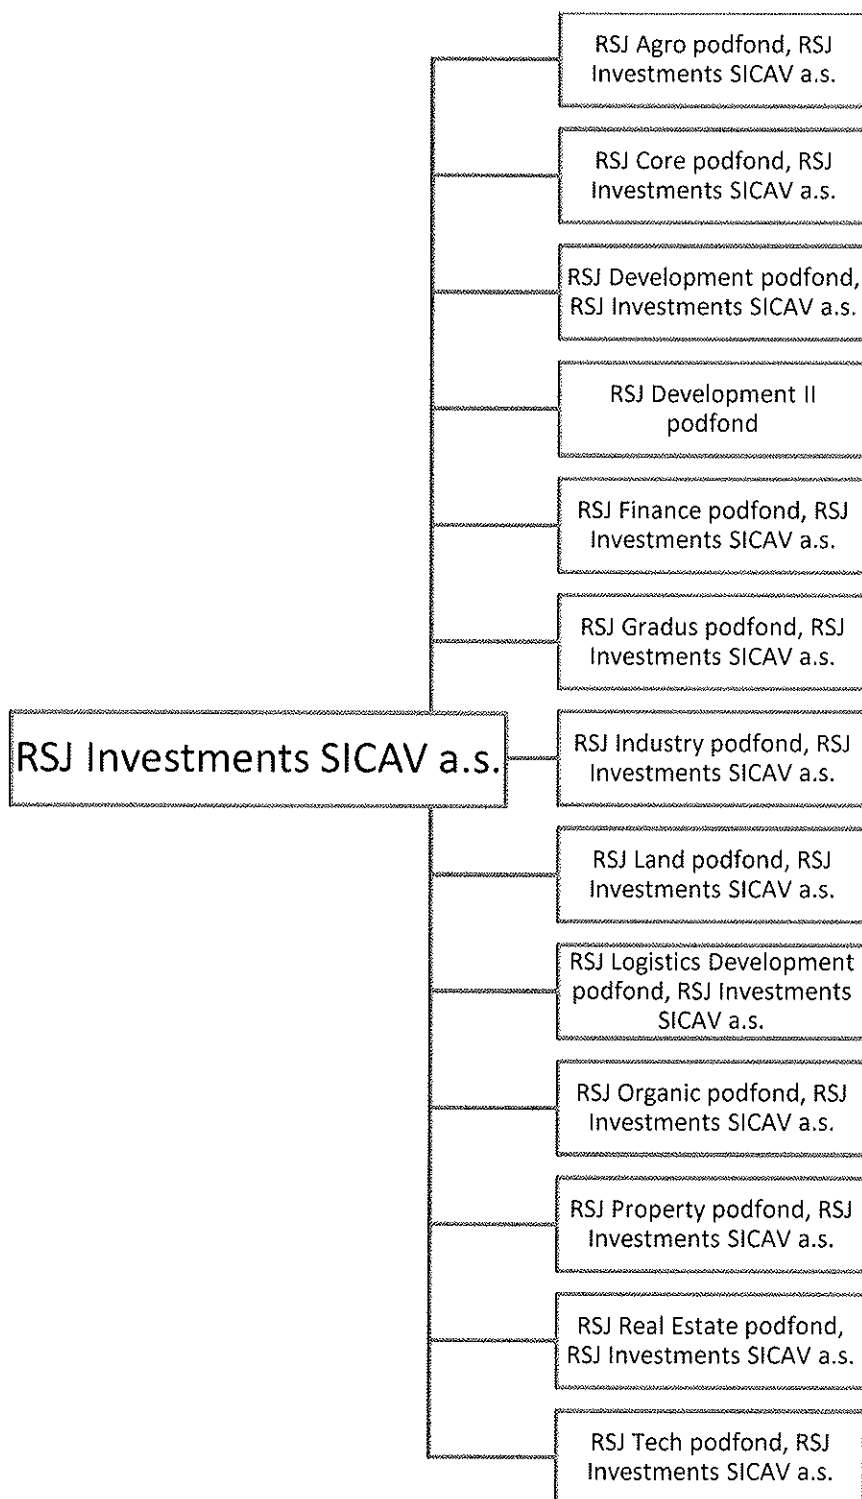 RSJ Agro podfond, RSJ
Investments SICAV a.s.
RSJ Core podfond, RSJ
Investments SICAV a.s.
RSJ Development podfond,
RSJ Investments SICAV a.s.
RSJ Development II
podfond
RSJ Finance podfond, RSJ
Investments SICAV a.s.
RSJ Gradus podfond, RSJ
Investments SICAV a.s.
RSJ Investments SICAV a.s.
RSJ Industry podfond, RSJ
Investments SICAV a.s.
RSJ Land podfond, RSJ
Investments SICAV a.s.
RSJ Logistics Development
podfond, RSJ Investments
SICAV a.s.
RSJ Organic podfond, RSJ
Investments SICAV a.s.
RSJ Property podfond, RSJ
Investments SICAV a.s.
RSJ Real Estate podfond,
RSJ Investments SICAV a.s.
RSJ Tech podfond, RSJ
Investments SICAV a.s.